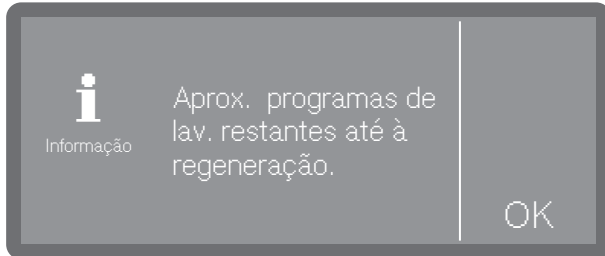 i
Informação
Aprox. programas de
lav. restantes até à
regeneração.
OK